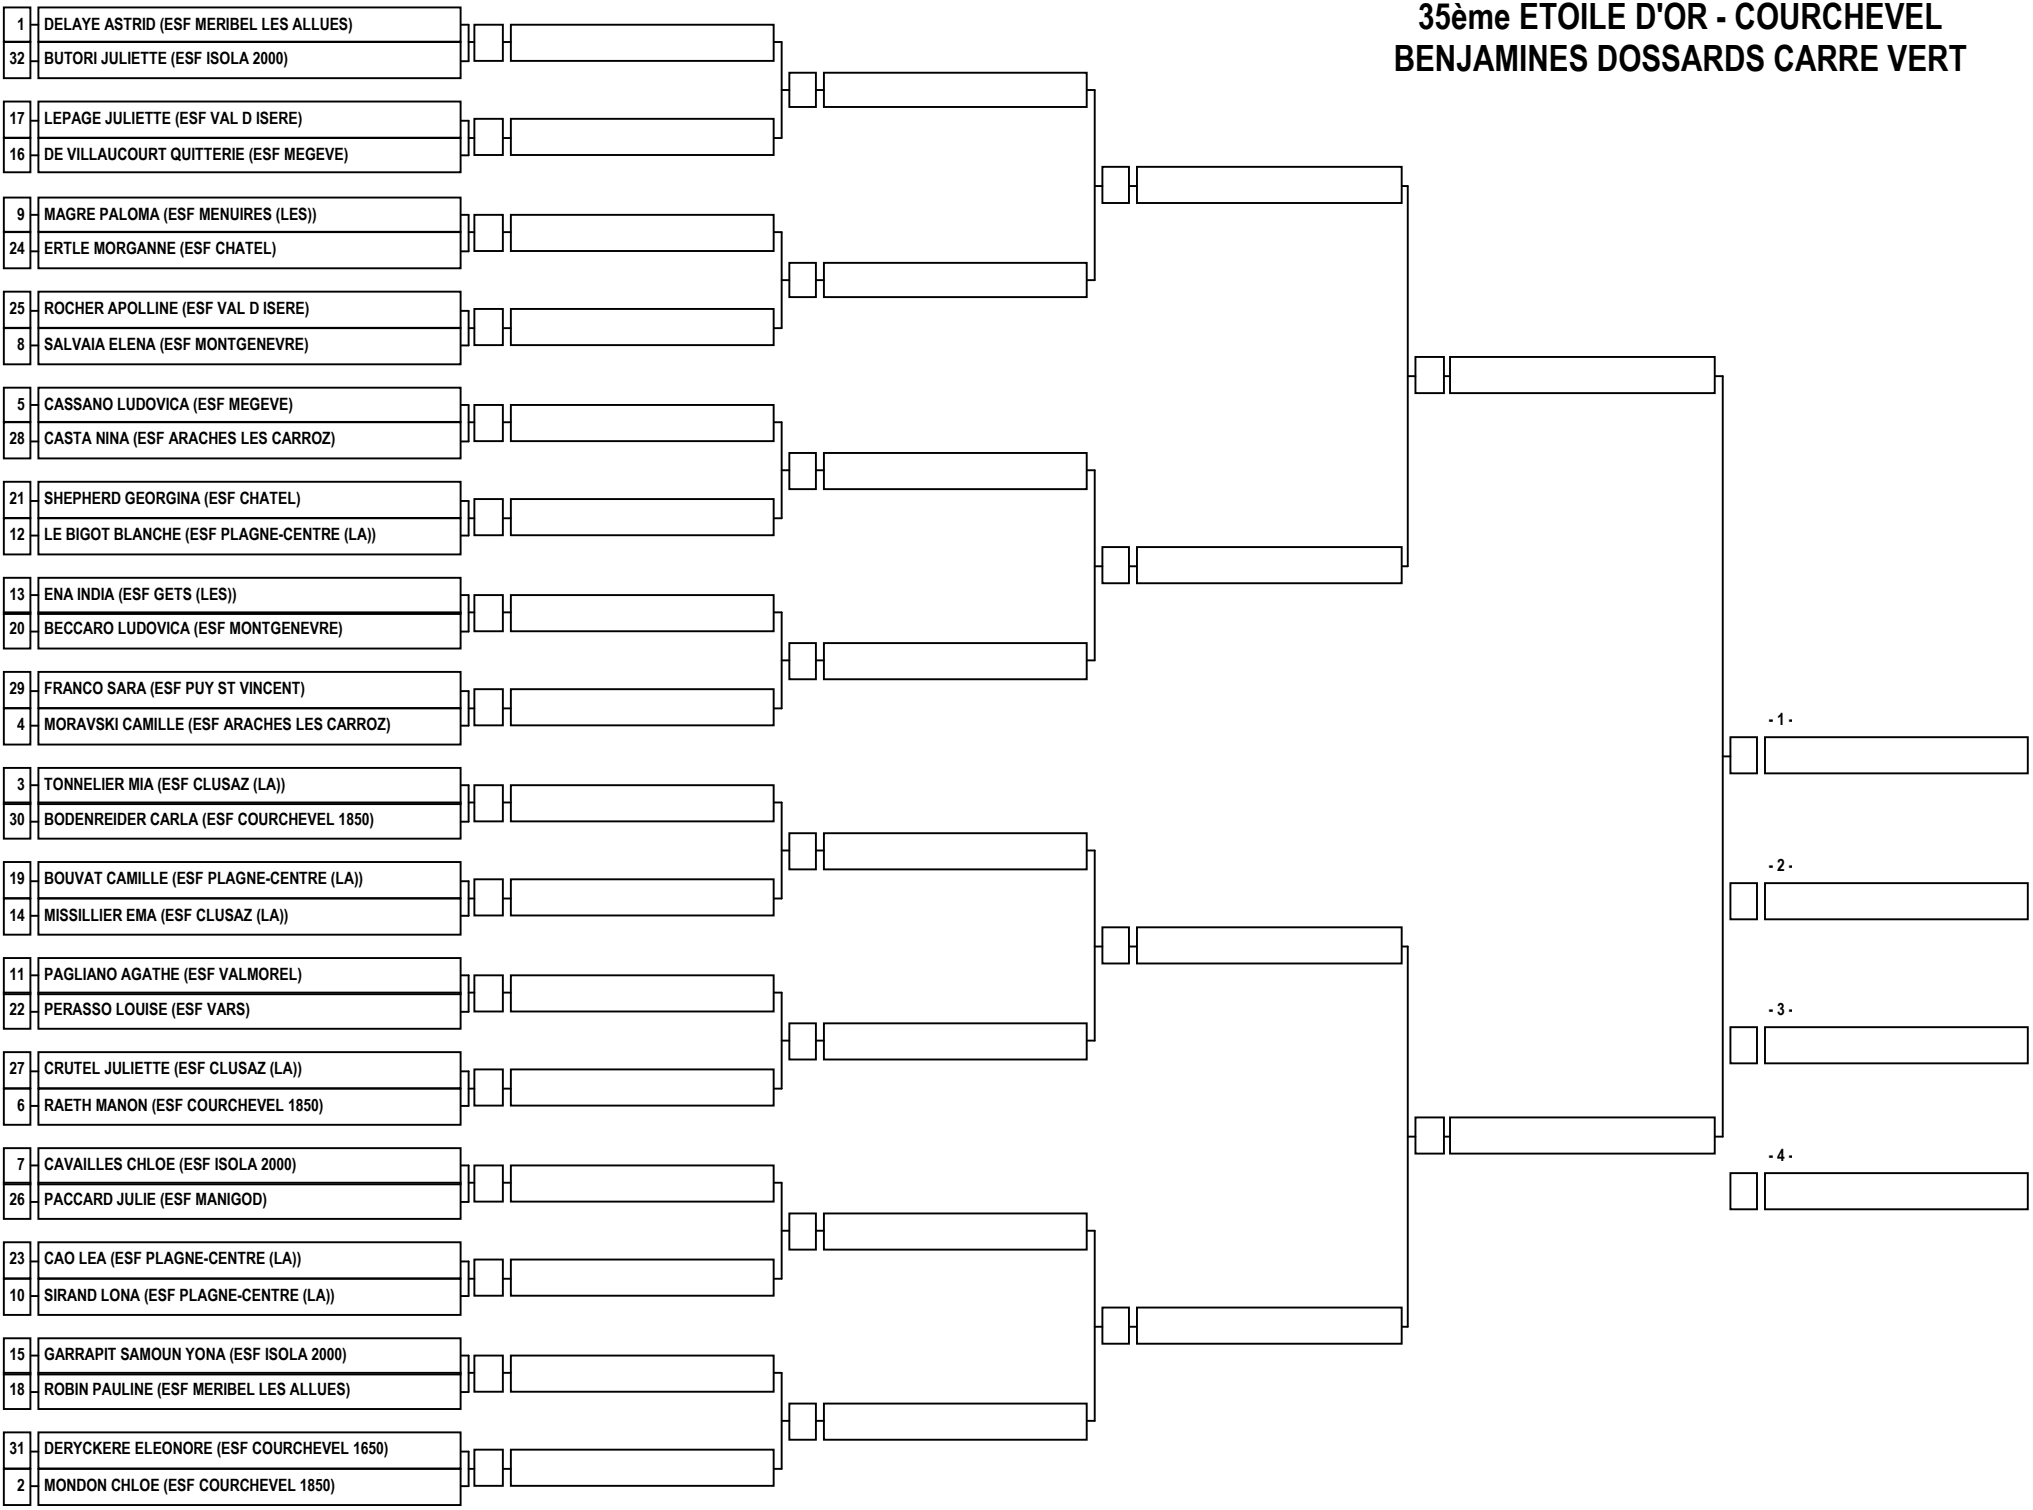 35ème ETOILE D'OR - COURCHEVEL
BENJAMINES DOSSARDS CARRE VERT
1 DELAYE ASTRID (ESF MERIBEL LES ALLUES)
32 BUTORI JULIETTE (ESF ISOLA 2000)
17 LEPAGE JULIETTE (ESF VAL D ISERE)
16 DE VILLAUCOURT QUITTERIE (ESF MEGEVE)
9 MAGRE PALOMA (ESF MENUIRES (LES))
24 ERTLE MORGANNE (ESF CHATEL)
25 ROCHER APOLLINE (ESF VAL D ISERE)
8 SALVAIA ELENA (ESF MONTGENEVRE)
5 CASSANO LUDOVICA (ESF MEGEVE)
28 CASTA NINA (ESF ARACHES LES CARROZ)
21 SHEPHERD GEORGINA (ESF CHATEL)
12 LE BIGOT BLANCHE (ESF PLAGNE-CENTRE (LA))
13 ENA INDIA (ESF GETS (LES))
20 BECCARO LUDOVICA (ESF MONTGENEVRE)
29 FRANCO SARA (ESF PUY ST VINCENT)
4 MORAVSKI CAMILLE (ESF ARACHES LES CARROZ)
3 TONNELIER MIA (ESF CLUSAZ (LA))
30 BODENREIDER CARLA (ESF COURCHEVEL 1850)
19 BOUVAT CAMILLE (ESF PLAGNE-CENTRE (LA))
14 MISSILLIER EMA (ESF CLUSAZ (LA))
11 PAGLIANO AGATHE (ESF VALMOREL)
22 PERASSO LOUISE (ESF VARS)
27 CRUTEL JULIETTE (ESF CLUSAZ (LA))
6 RAETH MANON (ESF COURCHEVEL 1850)
7 CAVAILLES CHLOE (ESF ISOLA 2000)
26 PACCARD JULIE (ESF MANIGOD)
23 CAO LEA (ESF PLAGNE-CENTRE (LA))
10 SIRAND LONA (ESF PLAGNE-CENTRE (LA))
15 GARRAPIT SAMOUN YONA (ESF ISOLA 2000)
18 ROBIN PAULINE (ESF MERIBEL LES ALLUES)
31 DERYCKERE ELEONORE (ESF COURCHEVEL 1650)
2 MONDON CHLOE (ESF COURCHEVEL 1850)
- 1 -
- 2 -
- 3 -
- 4 -